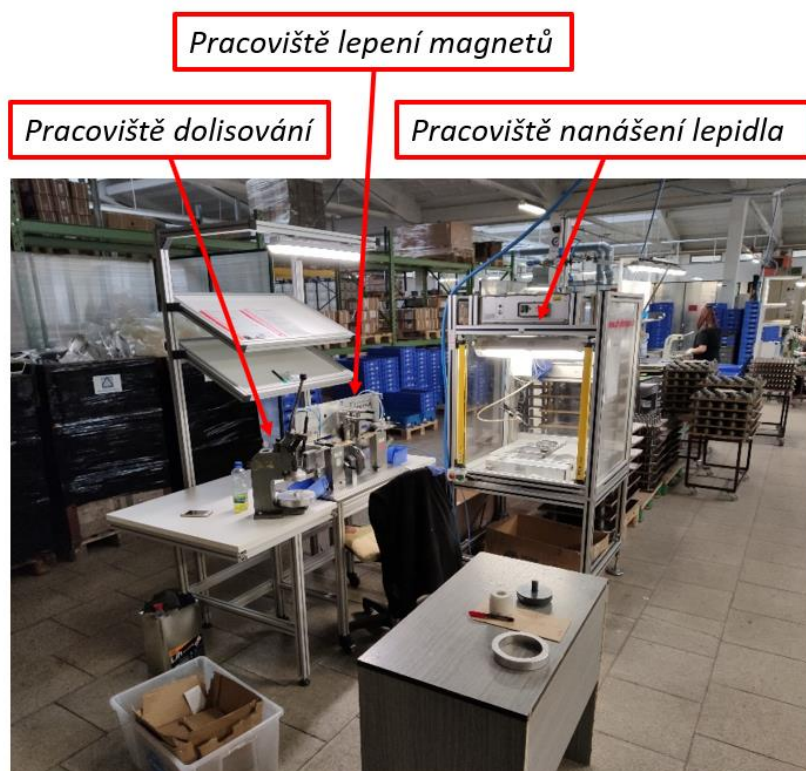 Pracoviště lepení magnetů
Pracoviště dolisování
Pracoviště nanášení lepidla